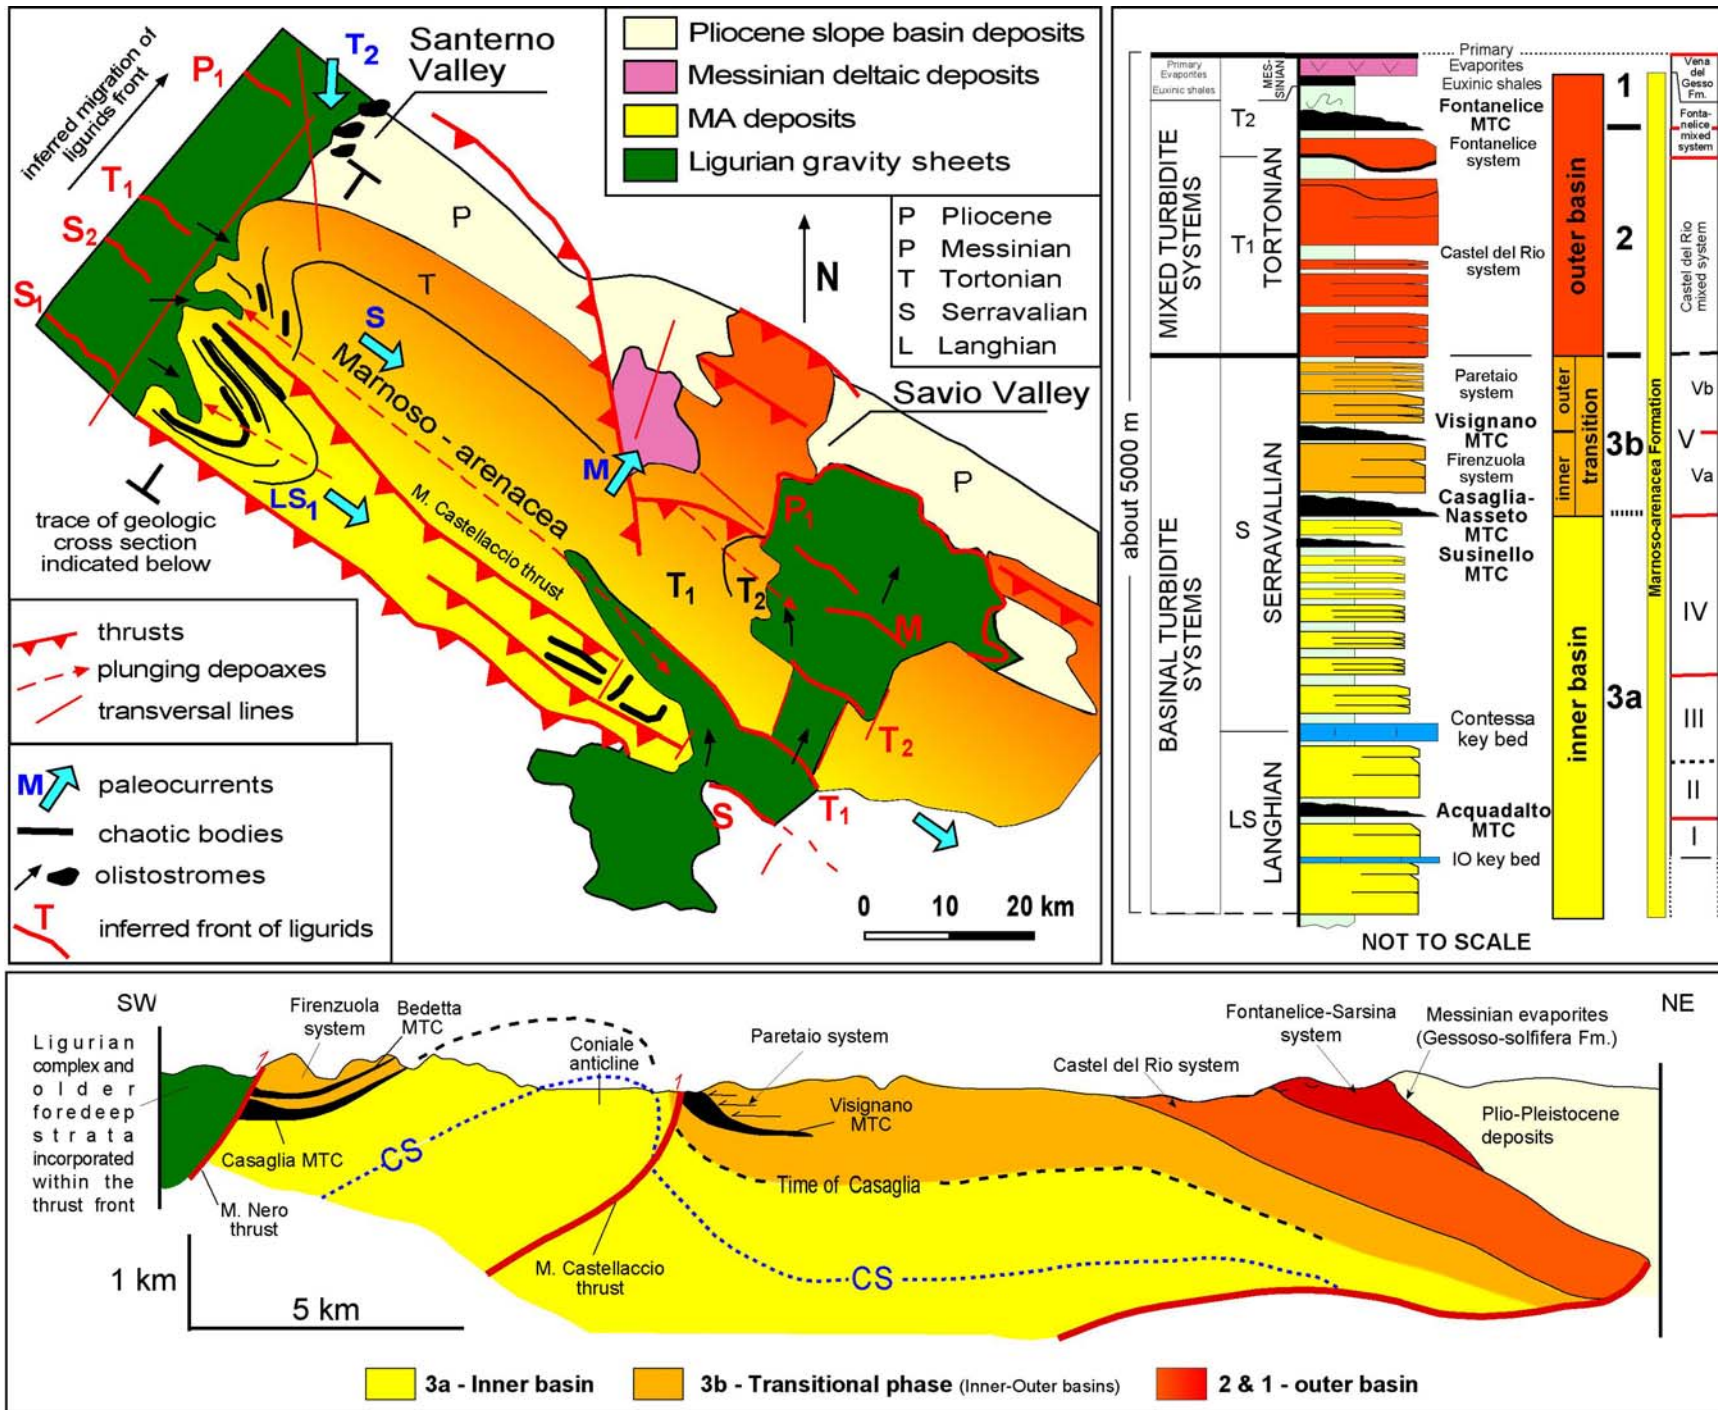 Santerno
Valley
T2
P1
inferred migration of
ligurids front
T1
S2
S1
Pliocene slope basin deposits
Messinian deltaic deposits
MA deposits
Ligurian gravity sheets
P Pliocene
P Messinian
T Tortonian
S Serravalian
L Langhian
N
P
T
S
Marnoso - arenacea
M. Castellaccio thrust
LS1
M
Savio Valley
P
P1
T1
T2
M
T2
T1
S
trace of geologic
cross section
indicated below
thrusts
plunging depoaxes
transversal lines
M paleocurrents
chaotic bodies
olistostromes
T
inferred front of ligurids
0 10 20 km
about 5000 m
Primary
Evaporites
Euxinic shales
MIXED TURBIDITE
SYSTEMS
BASINAL TURBIDITE
SYSTEMS
T2
T1
S
LS
MES-
SINIAN
TORTONIAN
SERRAVALLIAN
LANGHIAN
Primary
Evaporites
Euxinic shales
Fontanelice
MTC
Fontanelice
system
Castel del Rio
system
Paretaio
system
Visignano
MTC
Firenzuola
system
Casaglia-
Nasseto
MTC
Susinello
MTC
Contessa
key bed
Acquadalto
MTC
IO key bed
NOT TO SCALE
outer basin
outer
inner
transition
inner basin
1
2
3b
3a
Marnoso-arenacea Formation
Vena
del
Gesso
Fm.
Fonta-
nelice
mixed
system
Castel del Rio
mixed system
Vb
V
Va
IV
III
II
I
SW
NE
Ligurian
complex and
older
foredeep
strata
incorporated
within the
thrust front
Firenzuola
system
Bedetta
MTC
Coniale
anticline
Paretaio system
Castel del Rio system
Fontanelice-Sarsina
system
Messinian evaporites
(Gessoso-solfifera Fm.)
Visignano
MTC
Plio-Pleistocene
deposits
Casaglia MTC
CS
Time of Casaglia
M. Nero
thrust
M. Castellaccio
thrust
CS
1 km
5 km
3a - Inner basin
3b - Transitional phase (Inner-Outer basins)
2 & 1 - outer basin